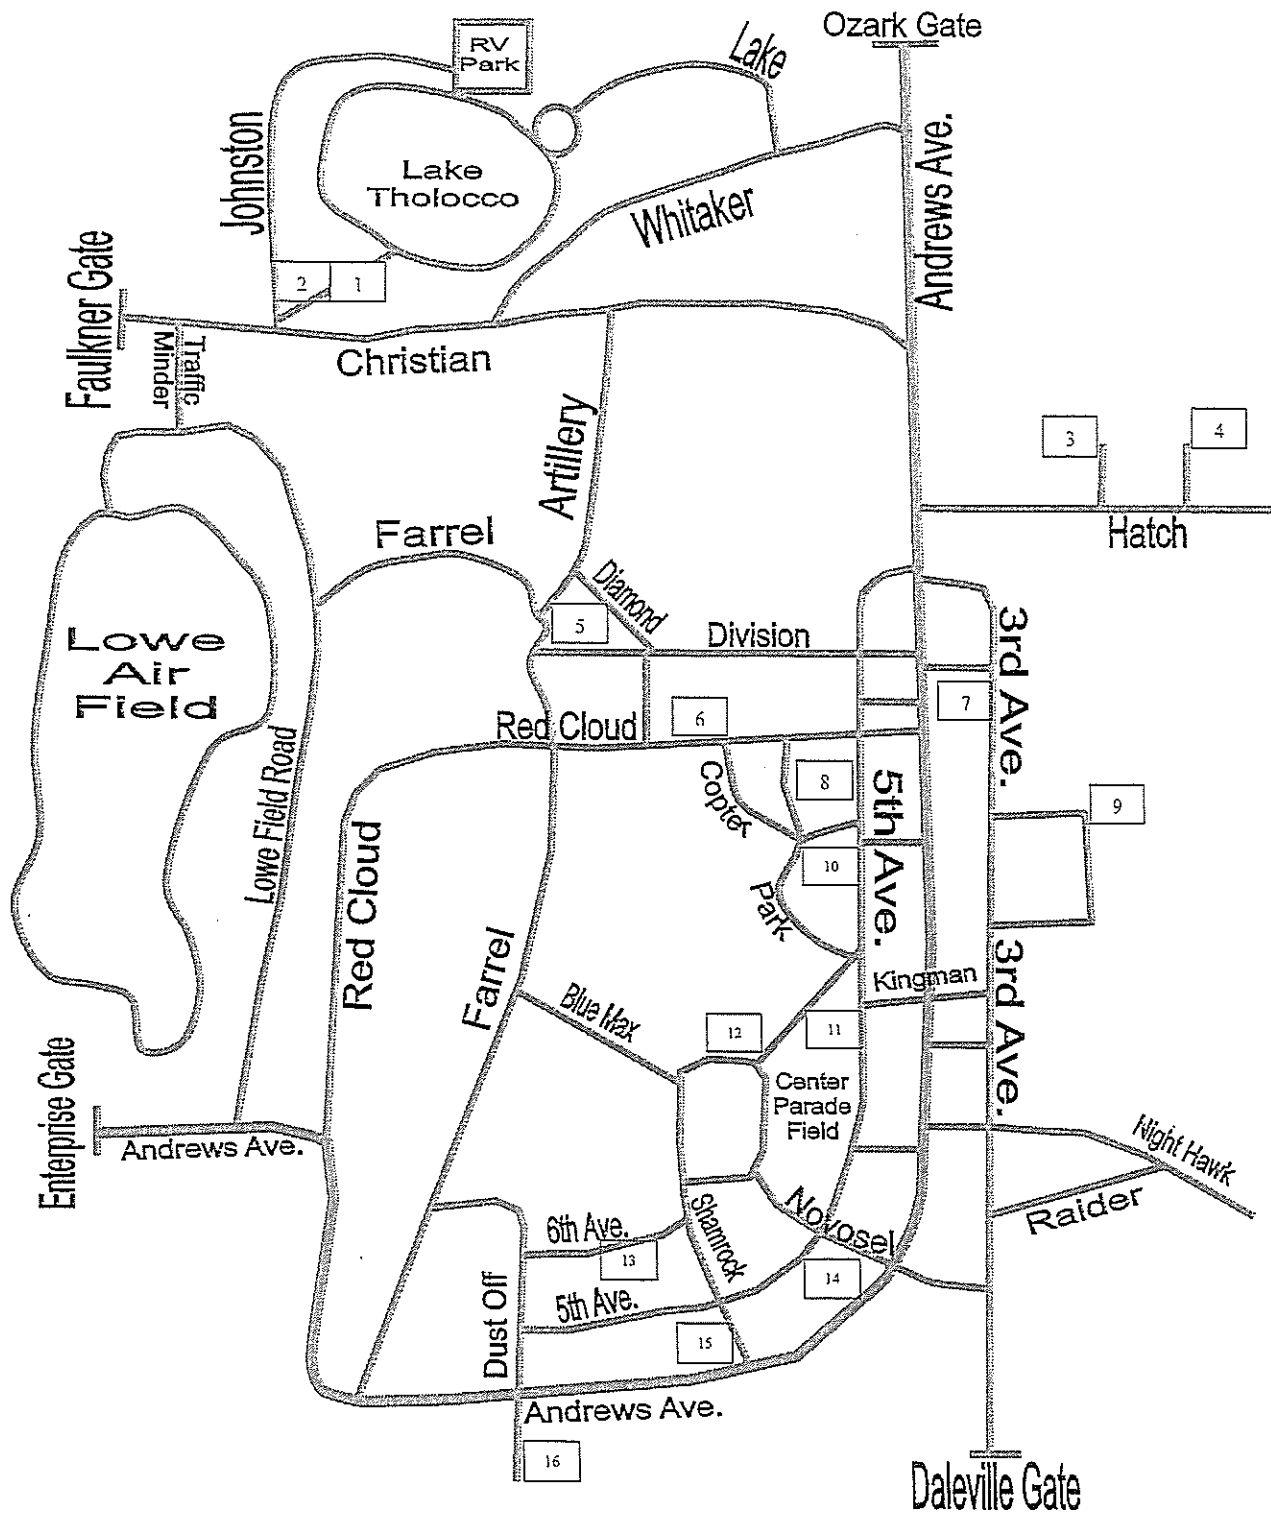 Ozark Gate
RV
Park
Lake
Johnston
Lake
Tholocco
Whitaker
Andrews Ave.
Faulkner Gate
2
1
Traffic
Minder
Christian
3
4
Artillery
Hatch
Farrel
Diamond
5
Division
3rd Ave.
Lowe
Air
Field
7
6
Red Cloud
Copter
8
5th Ave.
9
Lowe Field Road
Red Cloud
10
Park
Farrel
Kingman
3rd Ave.
Blue Max
12
11
Center
Parade
Field
Enterprise Gate
Andrews Ave.
Night Hawk
Raider
Novosel
Shamrock
6th Ave.
13
14
5th Ave.
Dust Off
15
Andrews Ave.
16
Daleville Gate